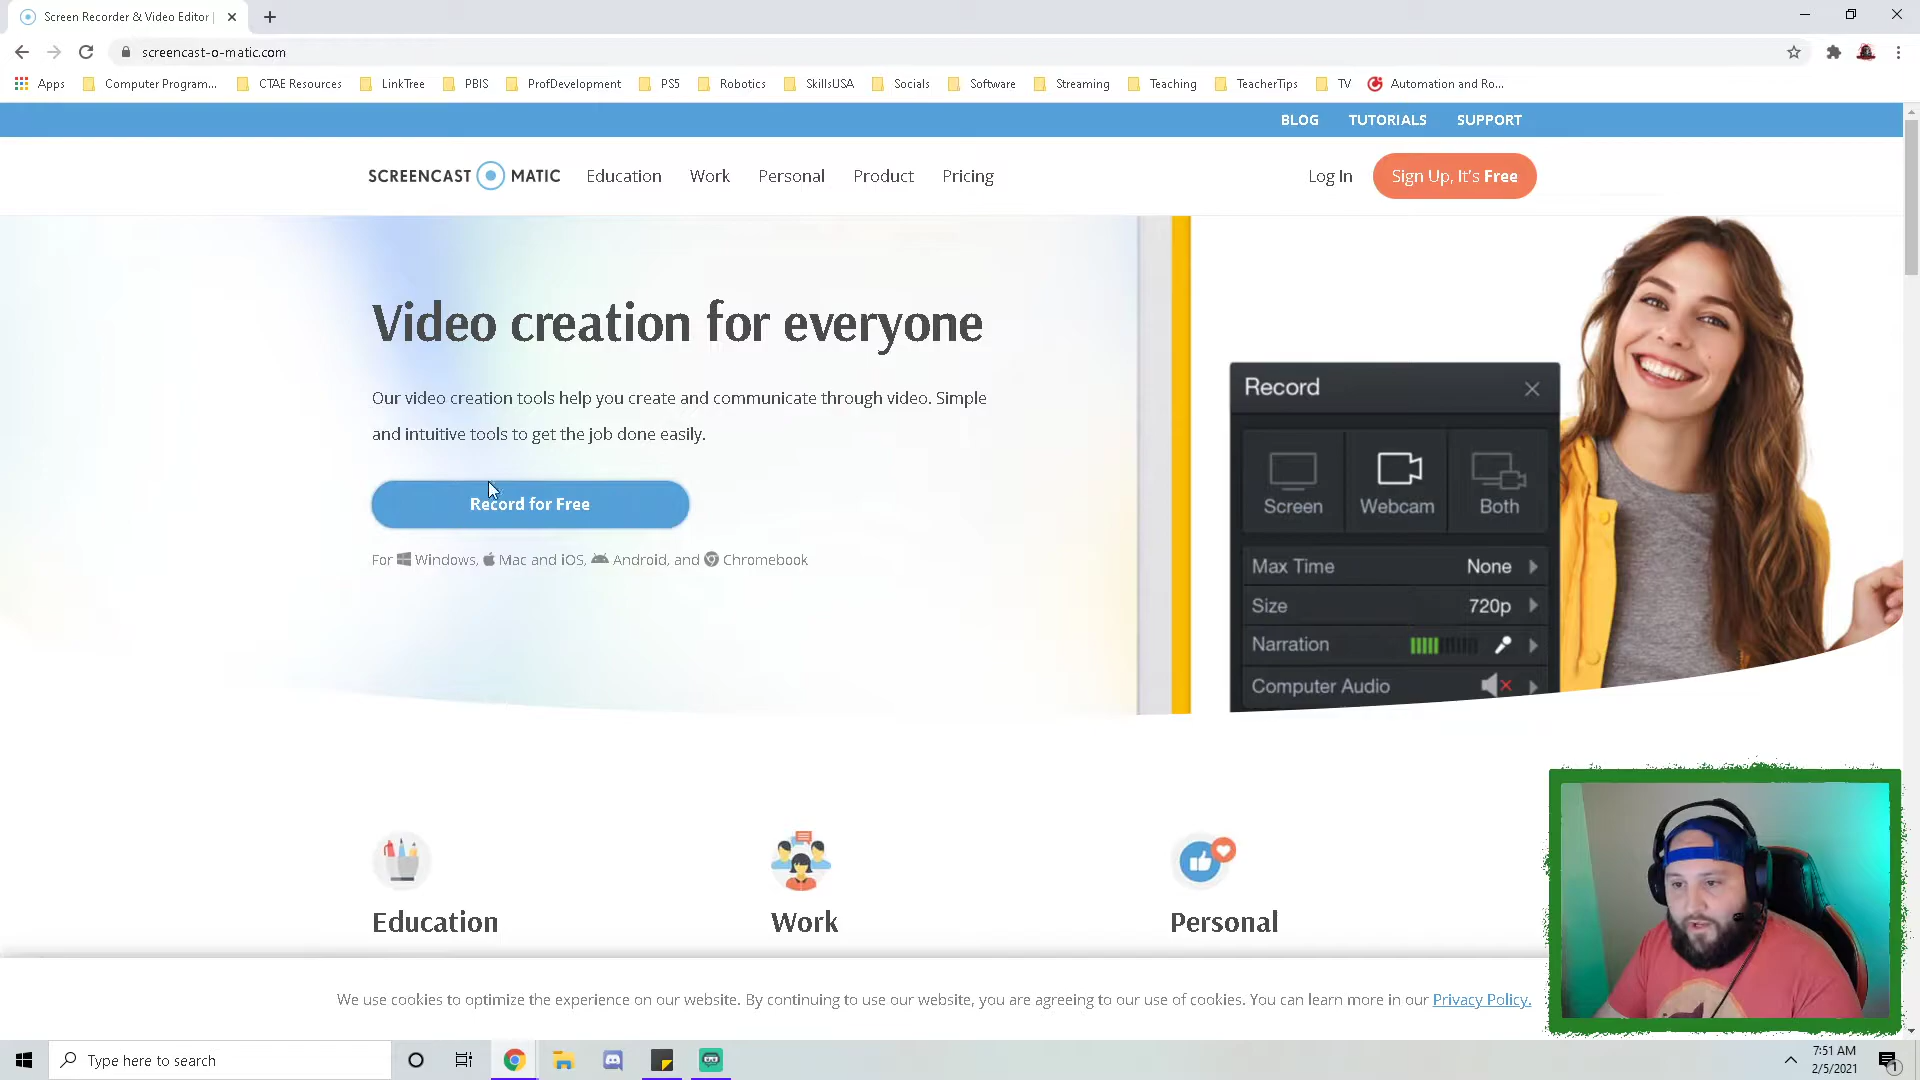 Screen Recorder & Video Editor |
screencast-o-matic.com
Apps
Computer Program...
CTAE Resources
LinkTree
PBIS
ProfDevelopment
PS5
Robotics
SkillsUSA
Socials
Software
Streaming
Teaching
TeacherTips
TV
Automation and Ro...
BLOG TUTORIALS SUPPORT
SCREENCAST MATIC
Education Work Personal Product Pricing
Log In
Sign Up, It's Free
Video creation for everyone
Our video creation tools help you create and communicate through video. Simple
and intuitive tools to get the job done easily.
Record for Free
For Windows, Mac and iOS, Android, and Chromebook
Record
Screen Webcam Both
Max Time None
Size 720p
Narration
Computer Audio
Education
Work
Personal
We use cookies to optimize the experience on our website. By continuing to use our website, you are agreeing to our use of cookies. You can learn more in our Privacy Policy.
Type here to search
7:51 AM
2/5/2021
1